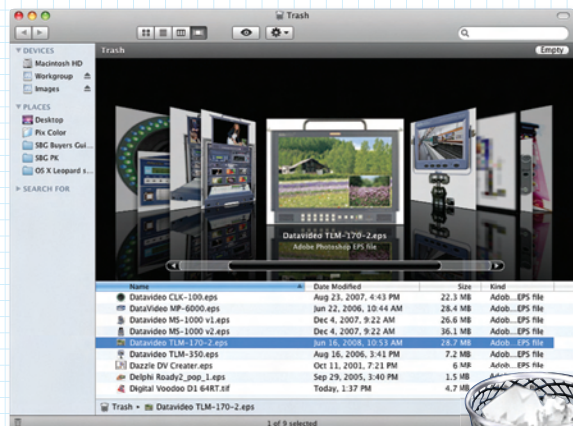 Trash
Trash Empty
DEVICES
Macintosh HD
Workgroup
Images
PLACES
Desktop
Pix Color
SBG Buyers Gui...
SBG PK
OS X Leopard s...
SEARCH FOR
Datavideo TLM-170-2.eps
Adobe Photoshop EPS file
Name Date Modified Size Kind
Datavideo CLK-100.eps Aug 23, 2007, 4:43 PM 22.3 MB Adob...EPS file
Datavideo MP-6000.eps Jun 22, 2006, 10:44 AM 28.4 MB Adob...EPS file
Datavideo MS-1000 v1.eps Dec 4, 2007, 9:22 AM 26.6 MB Adob...EPS file
Datavideo MS-1000 v2.eps Dec 4, 2007, 9:22 AM 36.1 MB Adob...EPS file
Datavideo TLM-170-2.eps Jun 16, 2008, 10:53 AM 28.7 MB Adob...EPS file
Datavideo TLM-350.eps Aug 16, 2006, 3:41 PM 7.2 MB Adob...EPS file
Dazzle DV Creater.eps Oct 11, 2001, 7:21 PM 6 MB Adob...EPS file
Delphi Roady2_pop_1.eps Sep 29, 2005, 3:40 PM 1.5 MB
Digital Voodoo D1 64RT.tif Today, 1:37 PM 4.7 MB
Trash Datavideo TLM-170-2.eps
1 of 9 selected